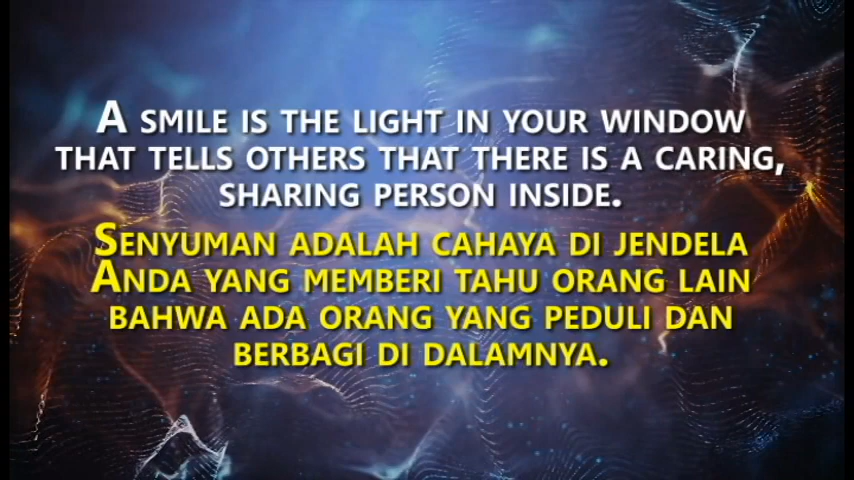 A SMILE IS THE LIGHT IN YOUR WINDOW
THAT TELLS OTHERS THAT THERE IS A CARING,
SHARING PERSON INSIDE.
SENYUMAN ADALAH CAHAYA DI JENDELA
ANDA YANG MEMBERI TAHU ORANG LAIN
BAHWA ADA ORANG YANG PEDULI DAN
BERBAGI DI DALAMNYA.